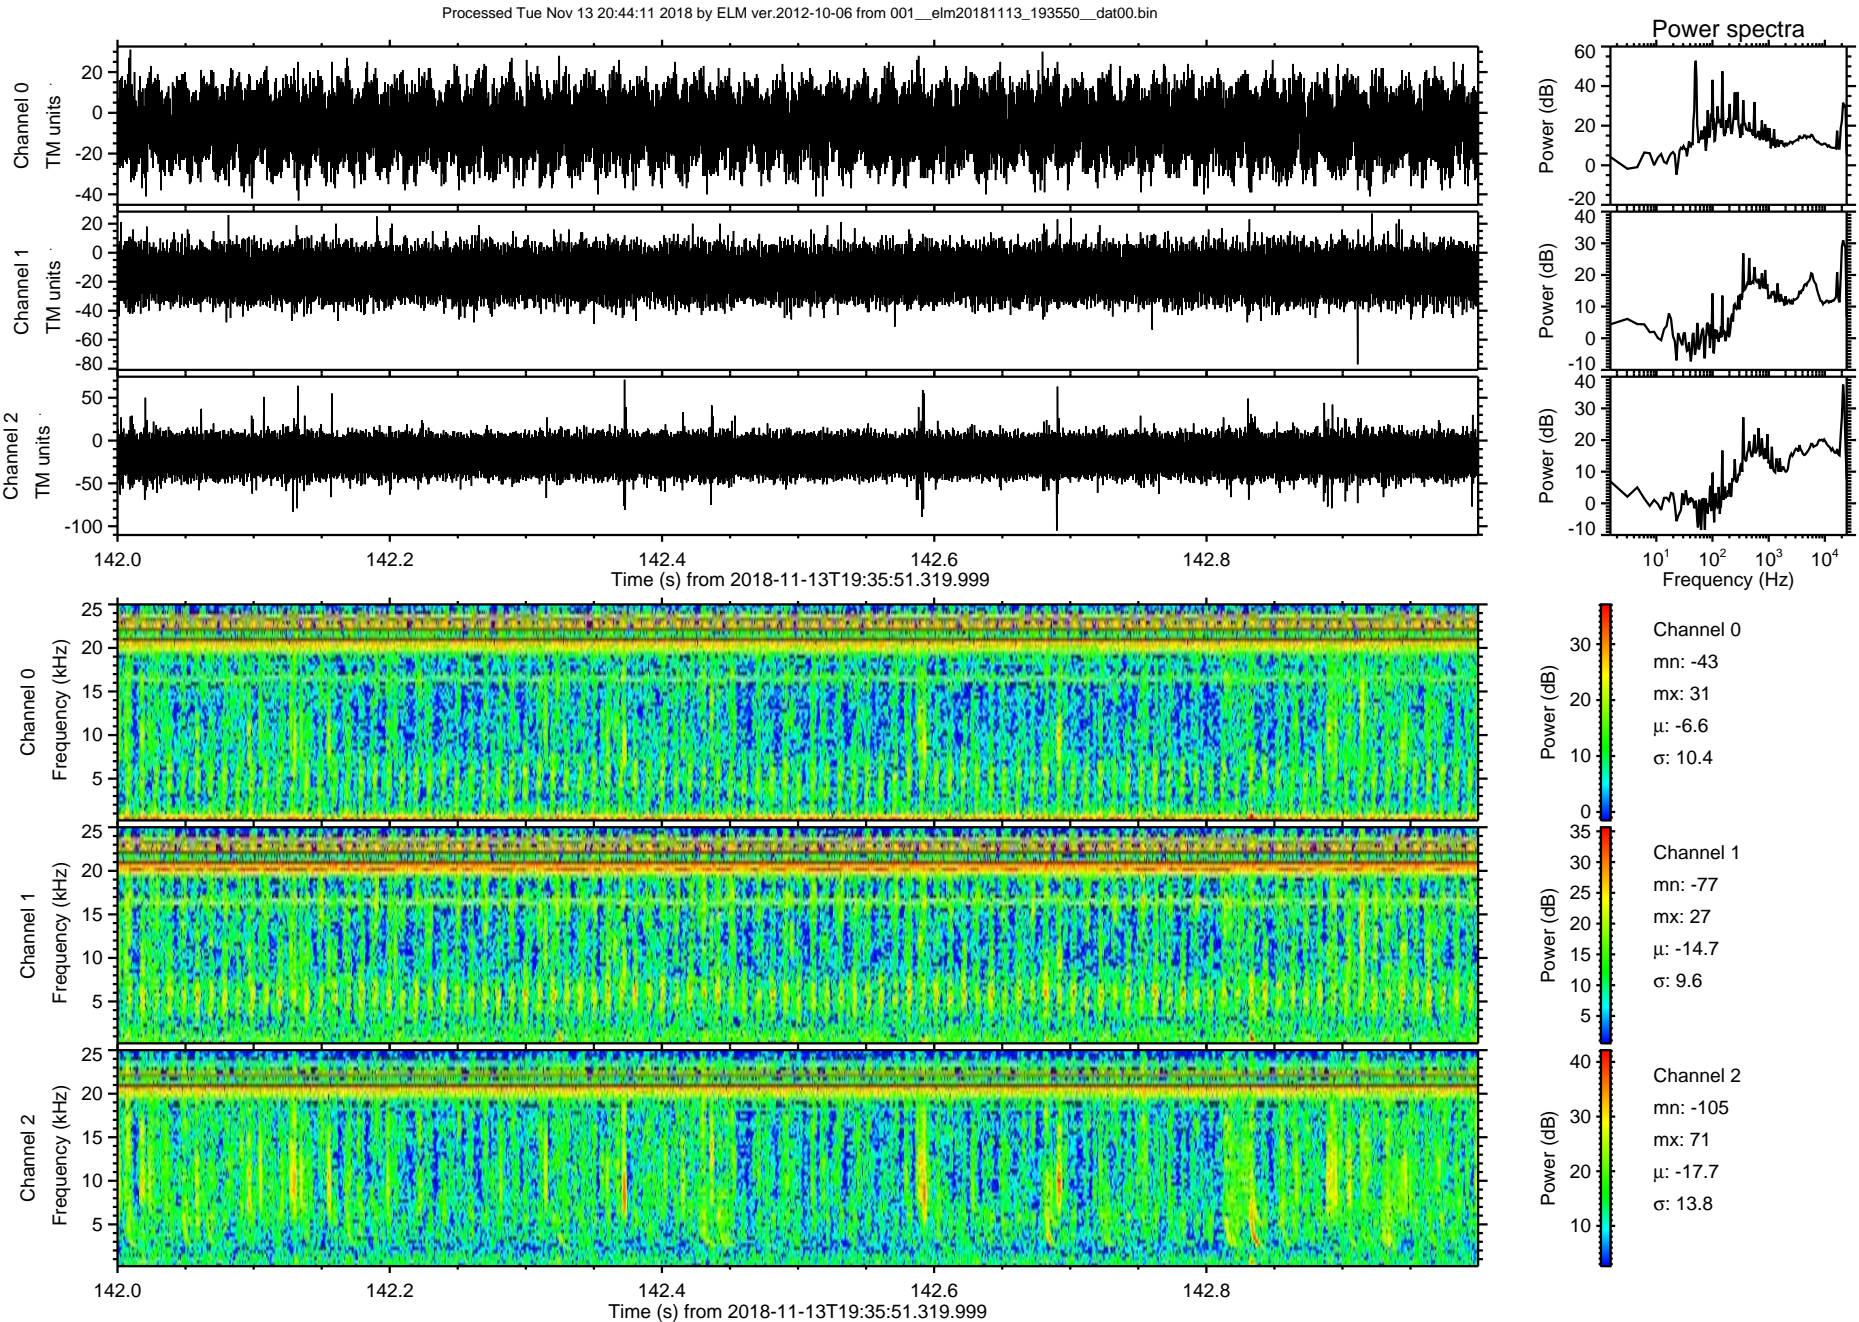 Processed Tue Nov 13 20:44:11 2018 by ELM ver.2012-10-06 from 001__elm20181113_193550__dat00.bin
Power spectra
Channel 0
TM units
20
0
-20
-40
Power (dB)
60
40
20
0
-20
Channel 1
TM units
20
0
-20
-40
-60
-80
Power (dB)
40
30
20
10
0
-10
Channel 2
TM units
50
0
-50
-100
Power (dB)
40
30
20
10
0
-10
142.0 142.2 142.4 142.6 142.8
Time (s) from 2018-11-13T19:35:51.319.999
10¹ 10² 10³ 10⁴
Frequency (Hz)
Channel 0
Frequency (kHz)
25
20
15
10
5
Power (dB)
30
20
10
0
Channel 0
mn: -43
mx: 31
μ: -6.6
σ: 10.4
Channel 1
Frequency (kHz)
25
20
15
10
5
Power (dB)
35
30
25
20
15
10
5
Channel 1
mn: -77
mx: 27
μ: -14.7
σ: 9.6
Channel 2
Frequency (kHz)
25
20
15
10
5
Power (dB)
40
30
20
10
Channel 2
mn: -105
mx: 71
μ: -17.7
σ: 13.8
142.0 142.2 142.4 142.6 142.8
Time (s) from 2018-11-13T19:35:51.319.999